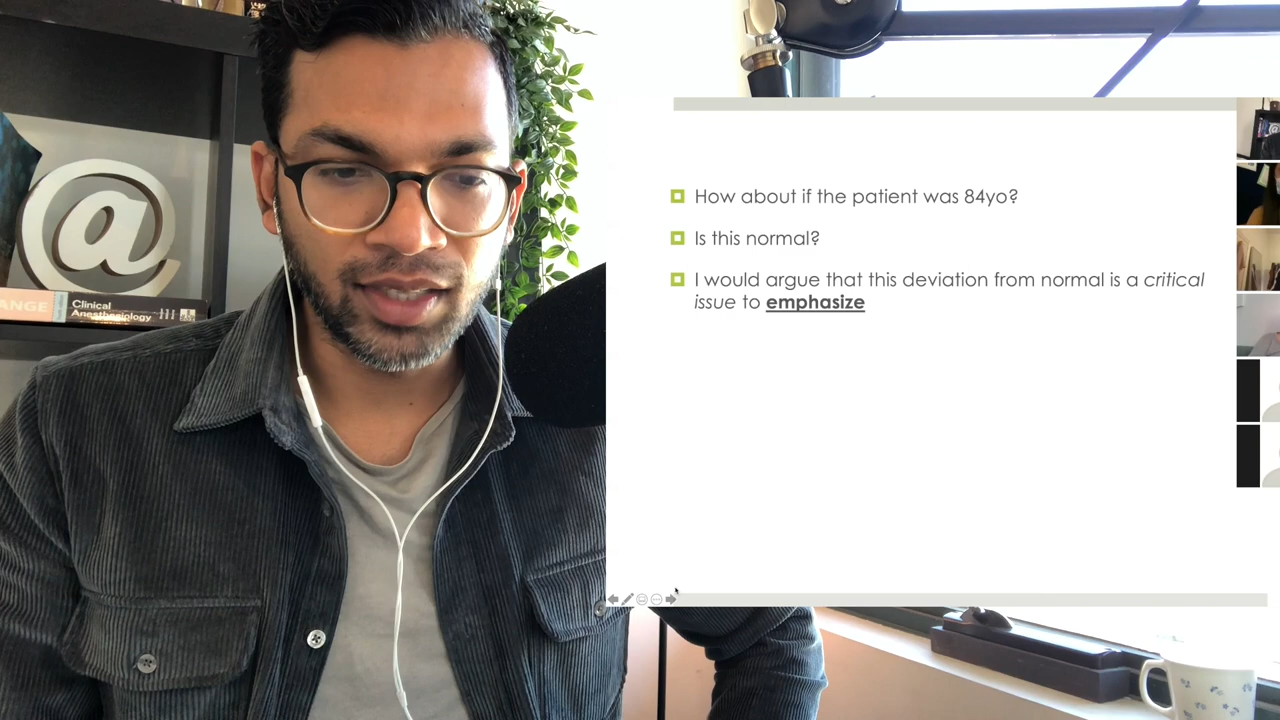 @
ANGE
Clinical
Anesthesiology
How about if the patient was 84yo?
Is this normal?
I would argue that this deviation from normal is a critical
issue to emphasize